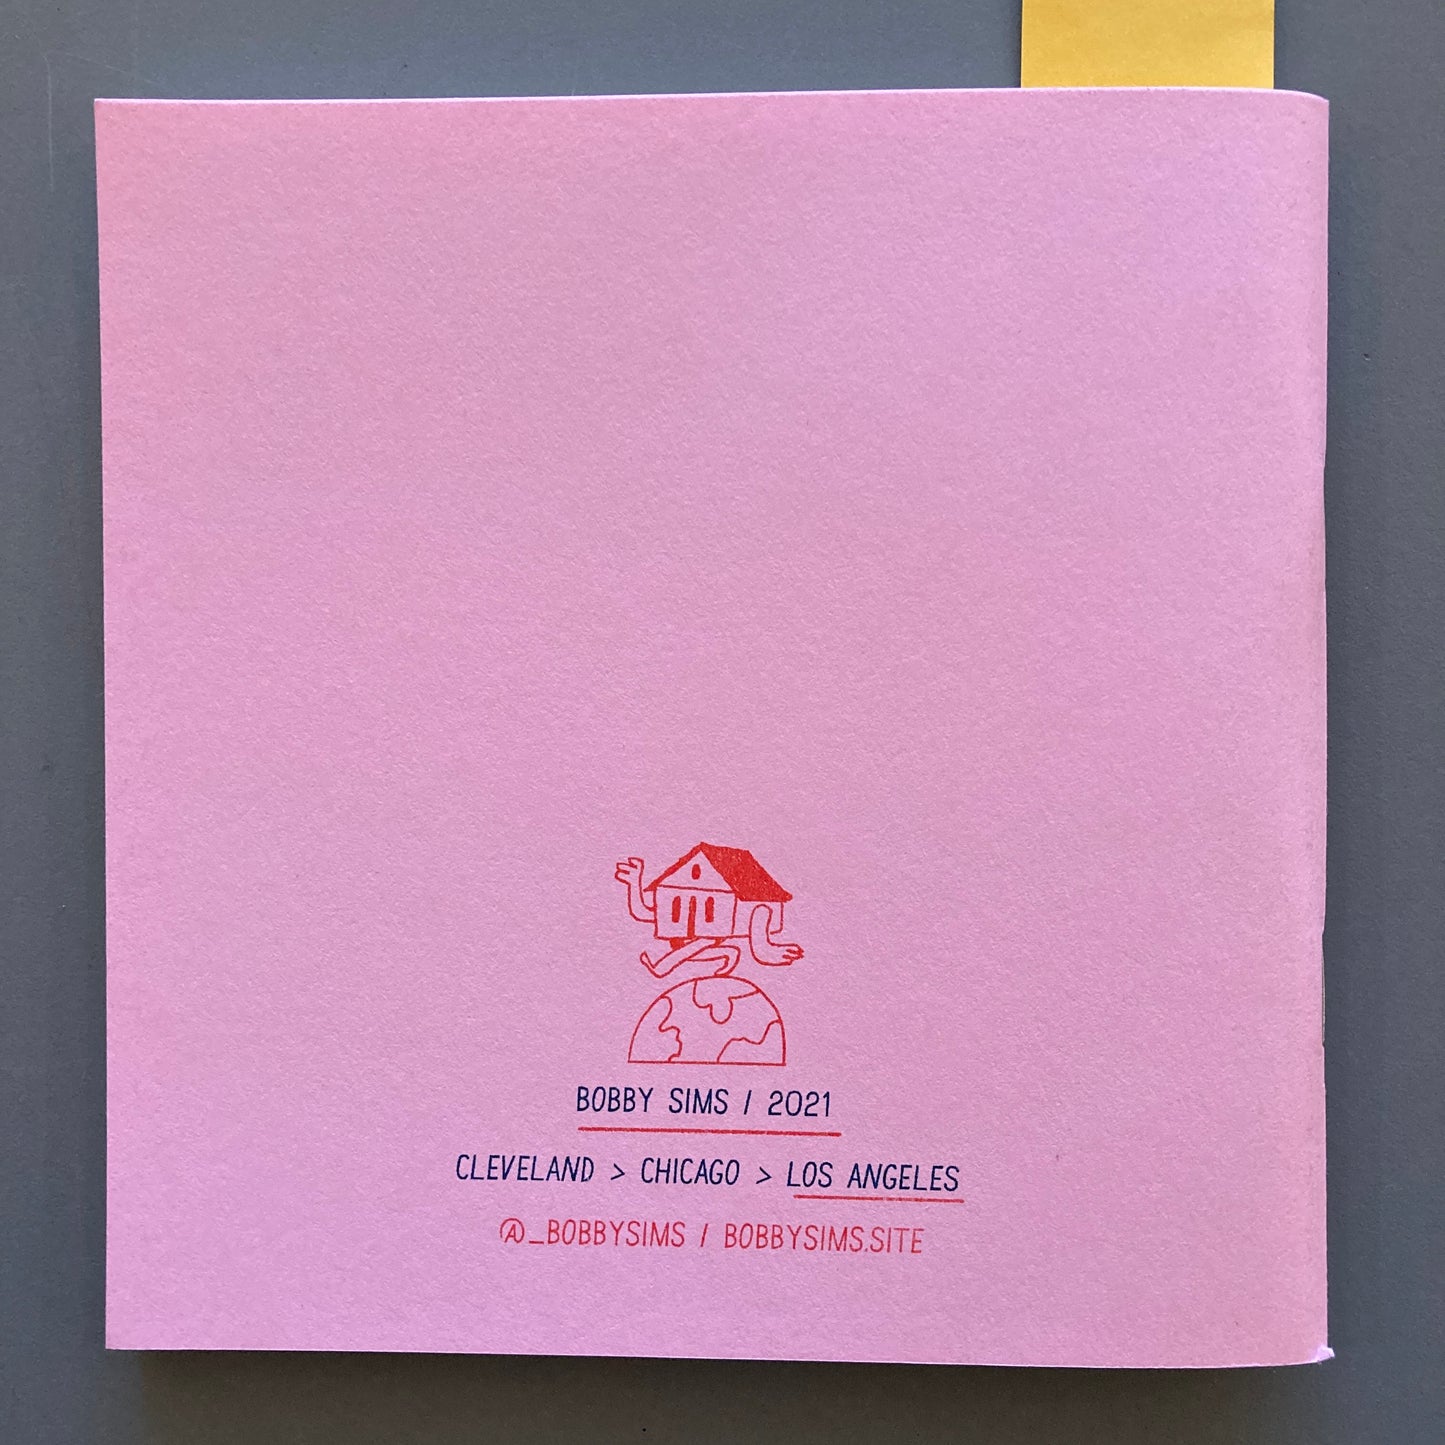 BOBBY SIMS / 2021
CLEVELAND > CHICAGO > LOS ANGELES
@_BOBBYSIMS / BOBBYSIMS.SITE